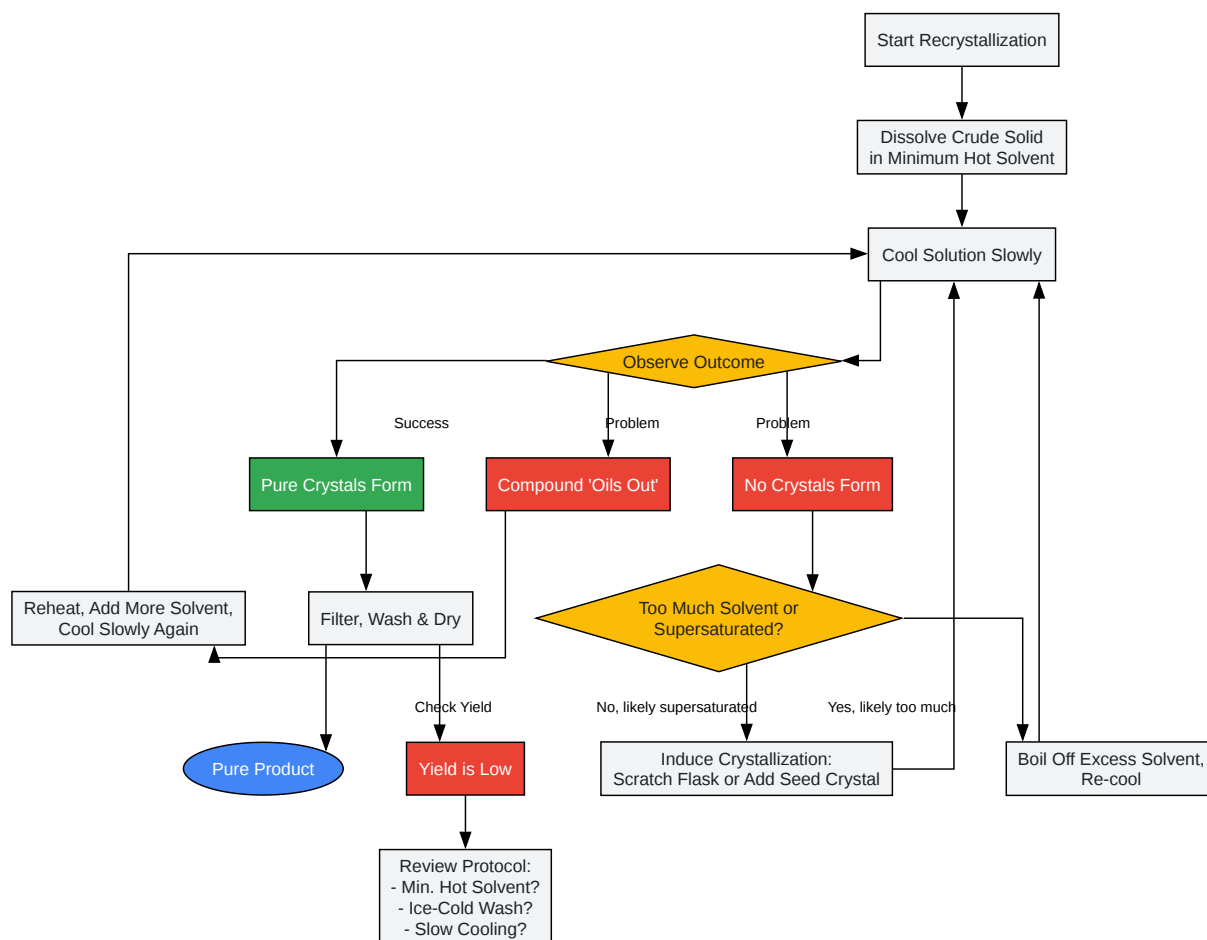 Start Recrystallization
Dissolve Crude Solid
in Minimum Hot Solvent
Cool Solution Slowly
Observe Outcome
Success
Problem
Problem
Pure Crystals Form
Compound 'Oils Out'
No Crystals Form
Reheat, Add More Solvent,
Cool Slowly Again
Filter, Wash & Dry
Too Much Solvent or
Supersaturated?
Check Yield
No, likely supersaturated
Yes, likely too much
Pure Product
Yield is Low
Induce Crystallization:
Scratch Flask or Add Seed Crystal
Boil Off Excess Solvent,
Re-cool
Review Protocol:
- Min. Hot Solvent?
- Ice-Cold Wash?
- Slow Cooling?